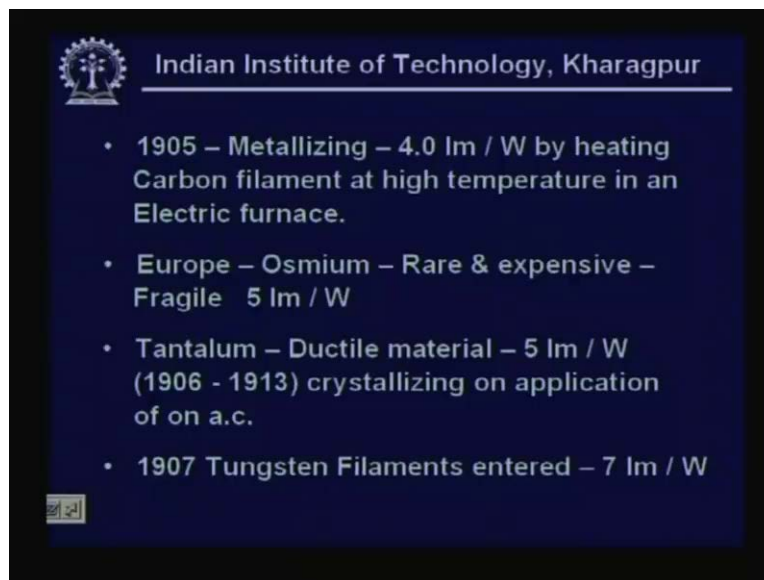 Indian Institute of Technology, Kharagpur
• 1905 – Metallizing – 4.0 lm / W by heating
Carbon filament at high temperature in an
Electric furnace.
• Europe – Osmium – Rare & expensive –
Fragile 5 lm / W
• Tantalum – Ductile material – 5 lm / W
(1906 - 1913) crystallizing on application
of on a.c.
• 1907 Tungsten Filaments entered – 7 lm / W